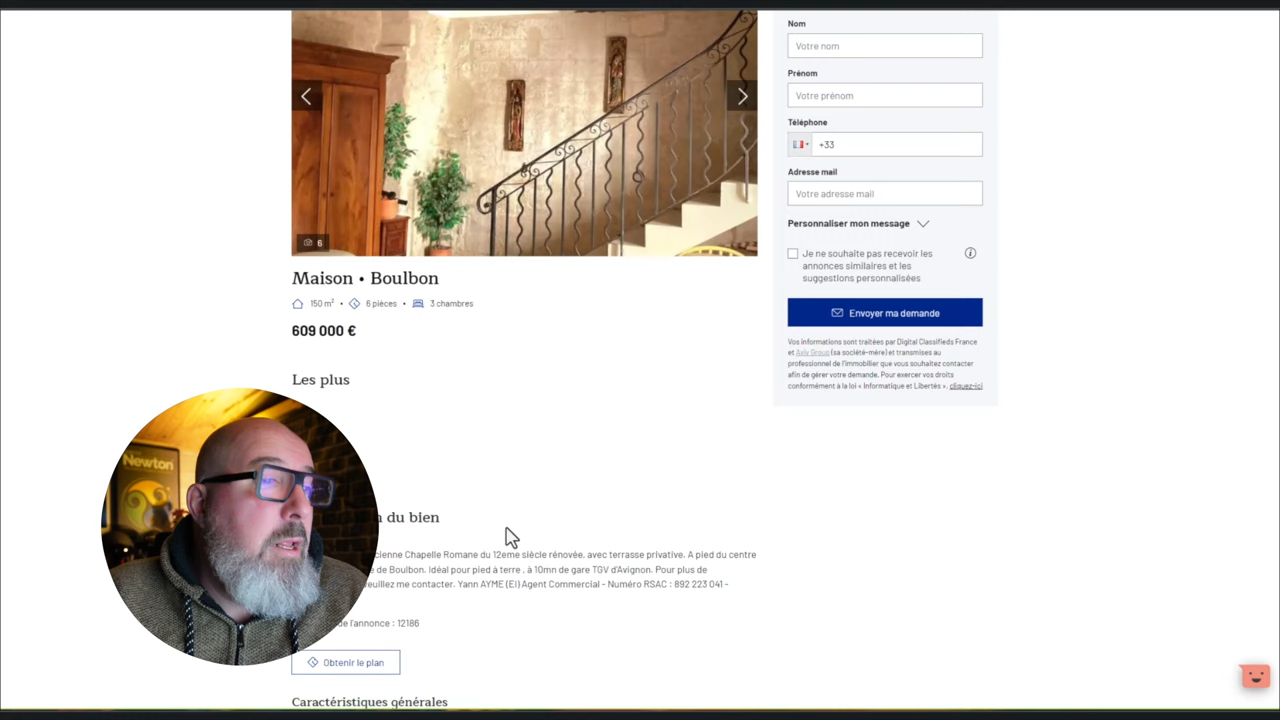 6
Maison • Boulbon
150 m² • 6 pièces • 3 chambres
609 000 €
Les plus
n du bien
cienne Chapelle Romane du 12eme siècle rénovée, avec terrasse privative. A pied du centre
e de Boulbon. Idéal pour pied à terre , à 10mn de gare TGV d'Avignon. Pour plus de
euillez me contacter. Yann AYME (EI) Agent Commercial - Numéro RSAC : 892 223 041 -
de l'annonce : 12186
Obtenir le plan
Caractéristiques générales
Newton
Nom
Votre nom
Prénom
Votre prénom
Téléphone
+33
Adresse mail
Votre adresse mail
Personnaliser mon message
Je ne souhaite pas recevoir les
annonces similaires et les
suggestions personnalisées
Envoyer ma demande
Vos informations sont traitées par Digital Classifieds France
et Aviv Group (sa société-mère) et transmises au
professionnel de l'immobilier que vous souhaitez contacter
afin de gérer votre demande. Pour exercer vos droits
conformément à la loi « Informatique et Libertés », cliquez-ici